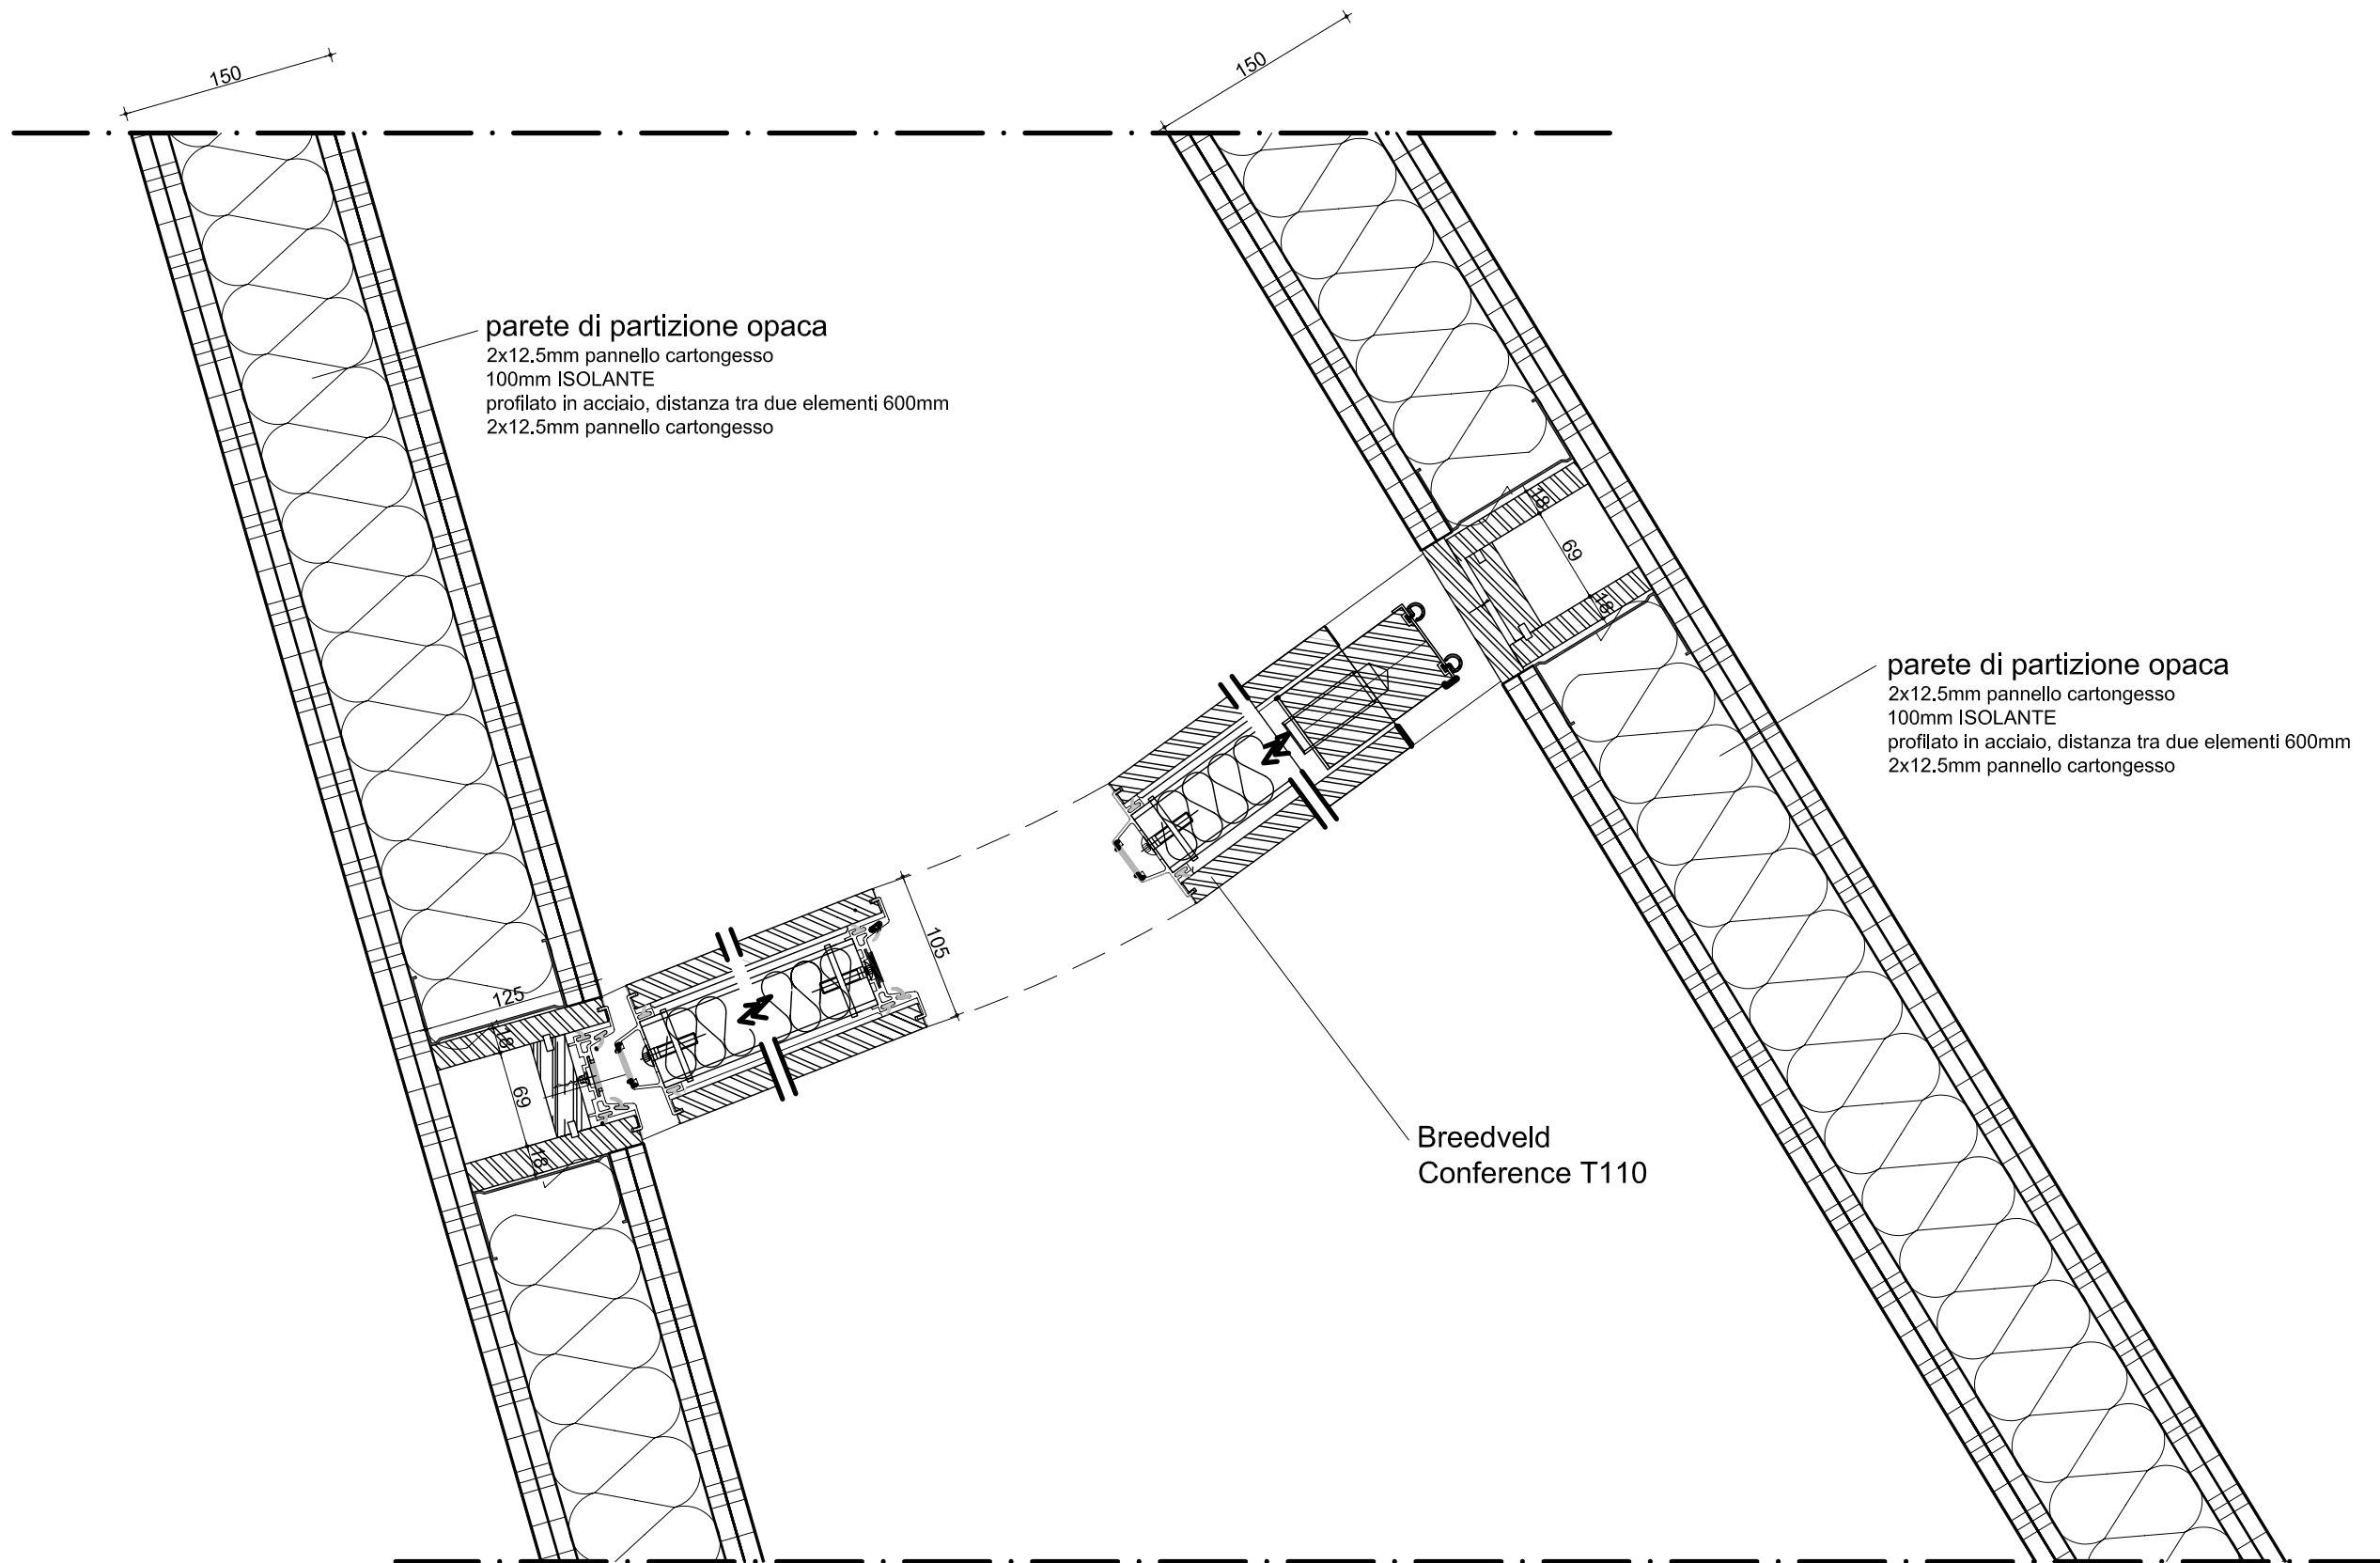 150
150
parete di partizione opaca
2x12.5mm pannello cartongesso
100mm ISOLANTE
profilato in acciaio, distanza tra due elementi 600mm
2x12.5mm pannello cartongesso
18
69
18
parete di partizione opaca
2x12.5mm pannello cartongesso
100mm ISOLANTE
profilato in acciaio, distanza tra due elementi 600mm
2x12.5mm pannello cartongesso
105
125
18
69
18
Breedveld
Conference T110